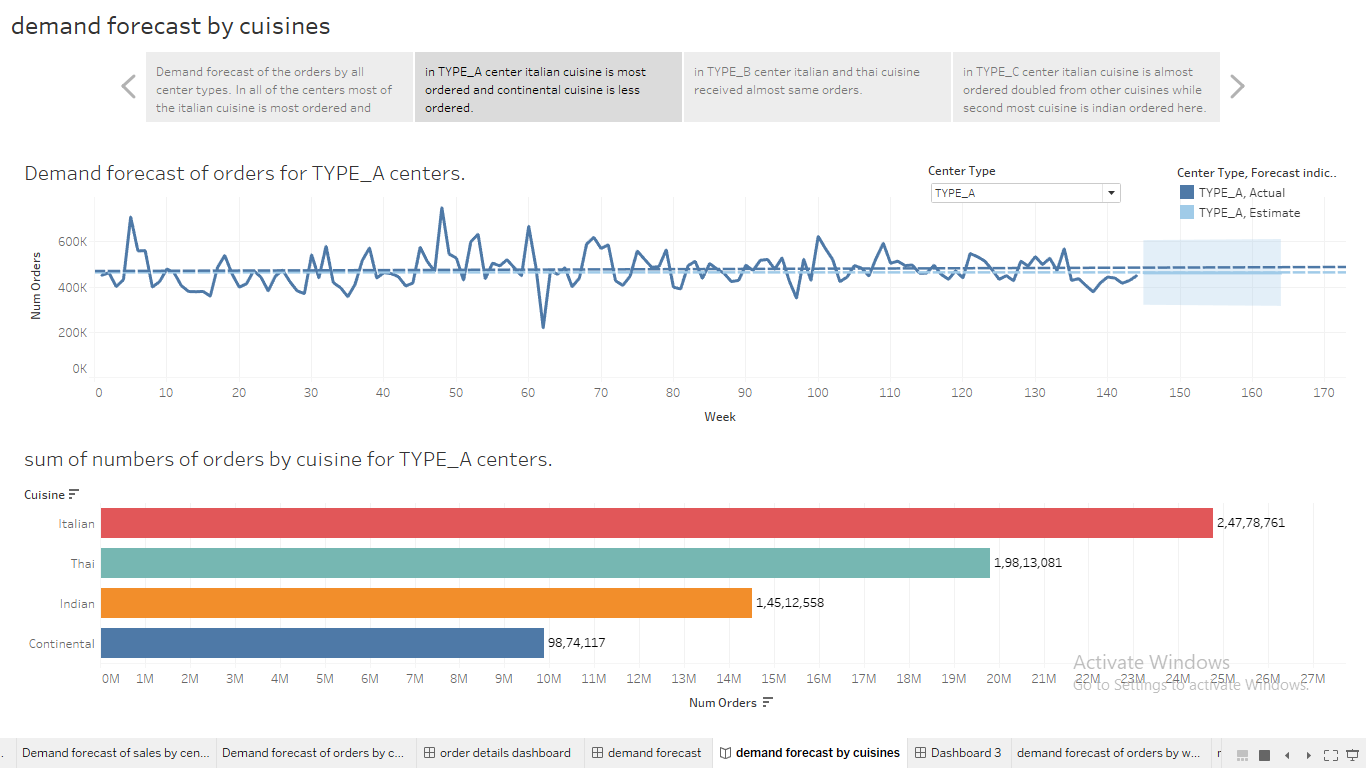 demand forecast by cuisines
Demand forecast of the orders by all
center types. In all of the centers most of
the italian cuisine is most ordered and
in TYPE_A center italian cuisine is most
ordered and continental cuisine is less
ordered.
in TYPE_B center italian and thai cuisine
received almost same orders.
in TYPE_C center italian cuisine is almost
ordered doubled from other cuisines while
second most cuisine is indian ordered here.
Demand forecast of orders for TYPE_A centers.
Center Type
TYPE_A
Center Type, Forecast indic..
TYPE_A, Actual
TYPE_A, Estimate
Num Orders
600K
400K
200K
0K
0 10 20 30 40 50 60 70 80 90 100 110 120 130 140 150 160 170
Week
sum of numbers of orders by cuisine for TYPE_A centers.
Cuisine
Italian 2,47,78,761
Thai 1,98,13,081
Indian 1,45,12,558
Continental 98,74,117
0M 1M 2M 3M 4M 5M 6M 7M 8M 9M 10M 11M 12M 13M 14M 15M 16M 17M 18M 19M 20M 21M 22M 23M 24M 25M 26M 27M
Num Orders
Activate Windows
Go to Settings to activate Windows.
Demand forecast of sales by cen... Demand forecast of orders by c... order details dashboard demand forecast demand forecast by cuisines Dashboard 3 demand forecast of orders by w...